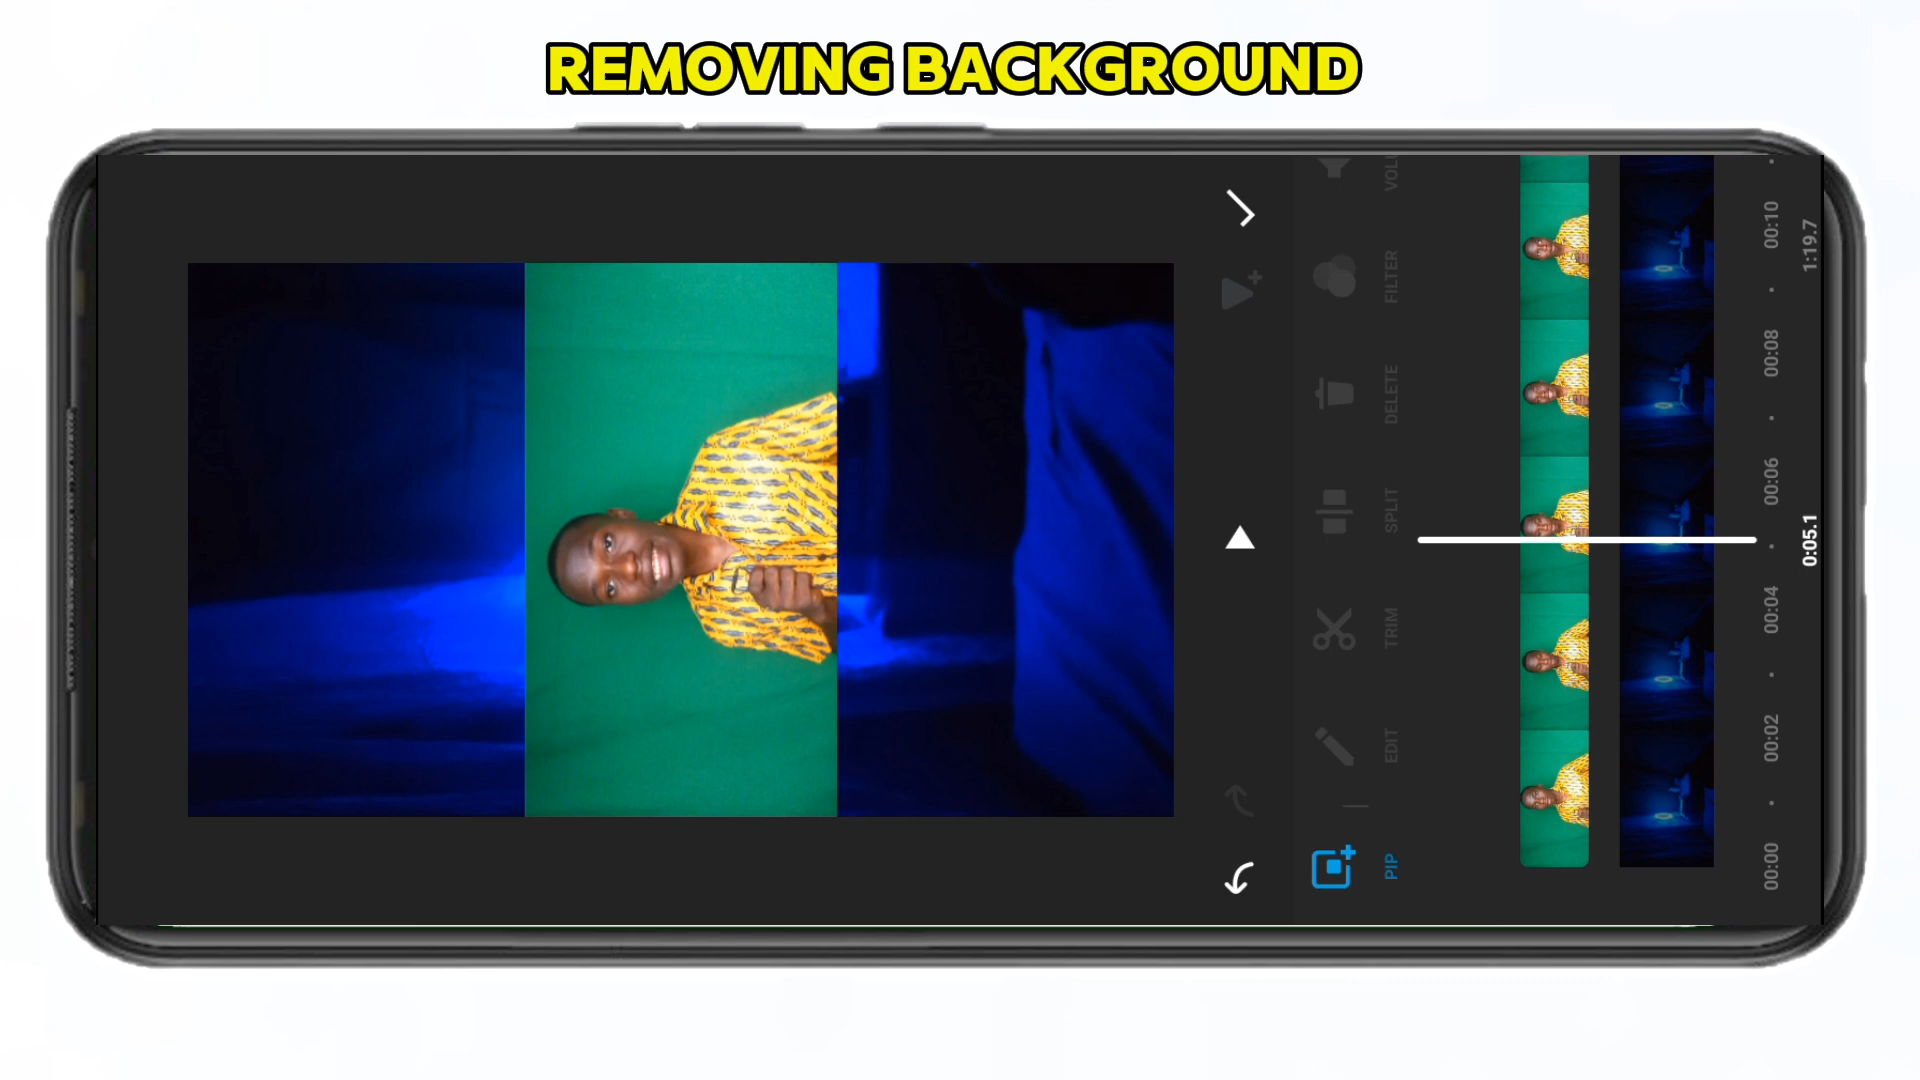 REMOVING BACKGROUND
PIP
EDIT
TRIM
SPLIT
DELETE
FILTER
VOLU
00:00
00:02
00:04
00:06
00:08
00:10
0:05.1
1:19.7